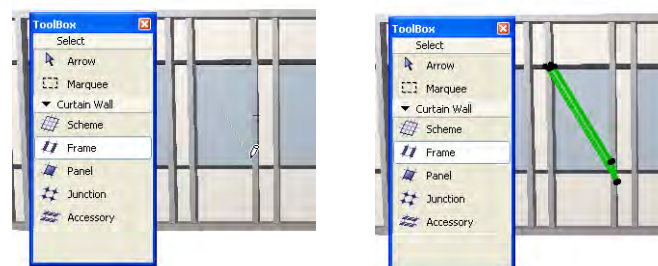 ToolBox
Select
Arrow
Marquee
Curtain Wall
Scheme
Frame
Panel
Junction
Accessory
ToolBox
Select
Arrow
Marquee
Curtain Wall
Scheme
Frame
Panel
Junction
Accessory